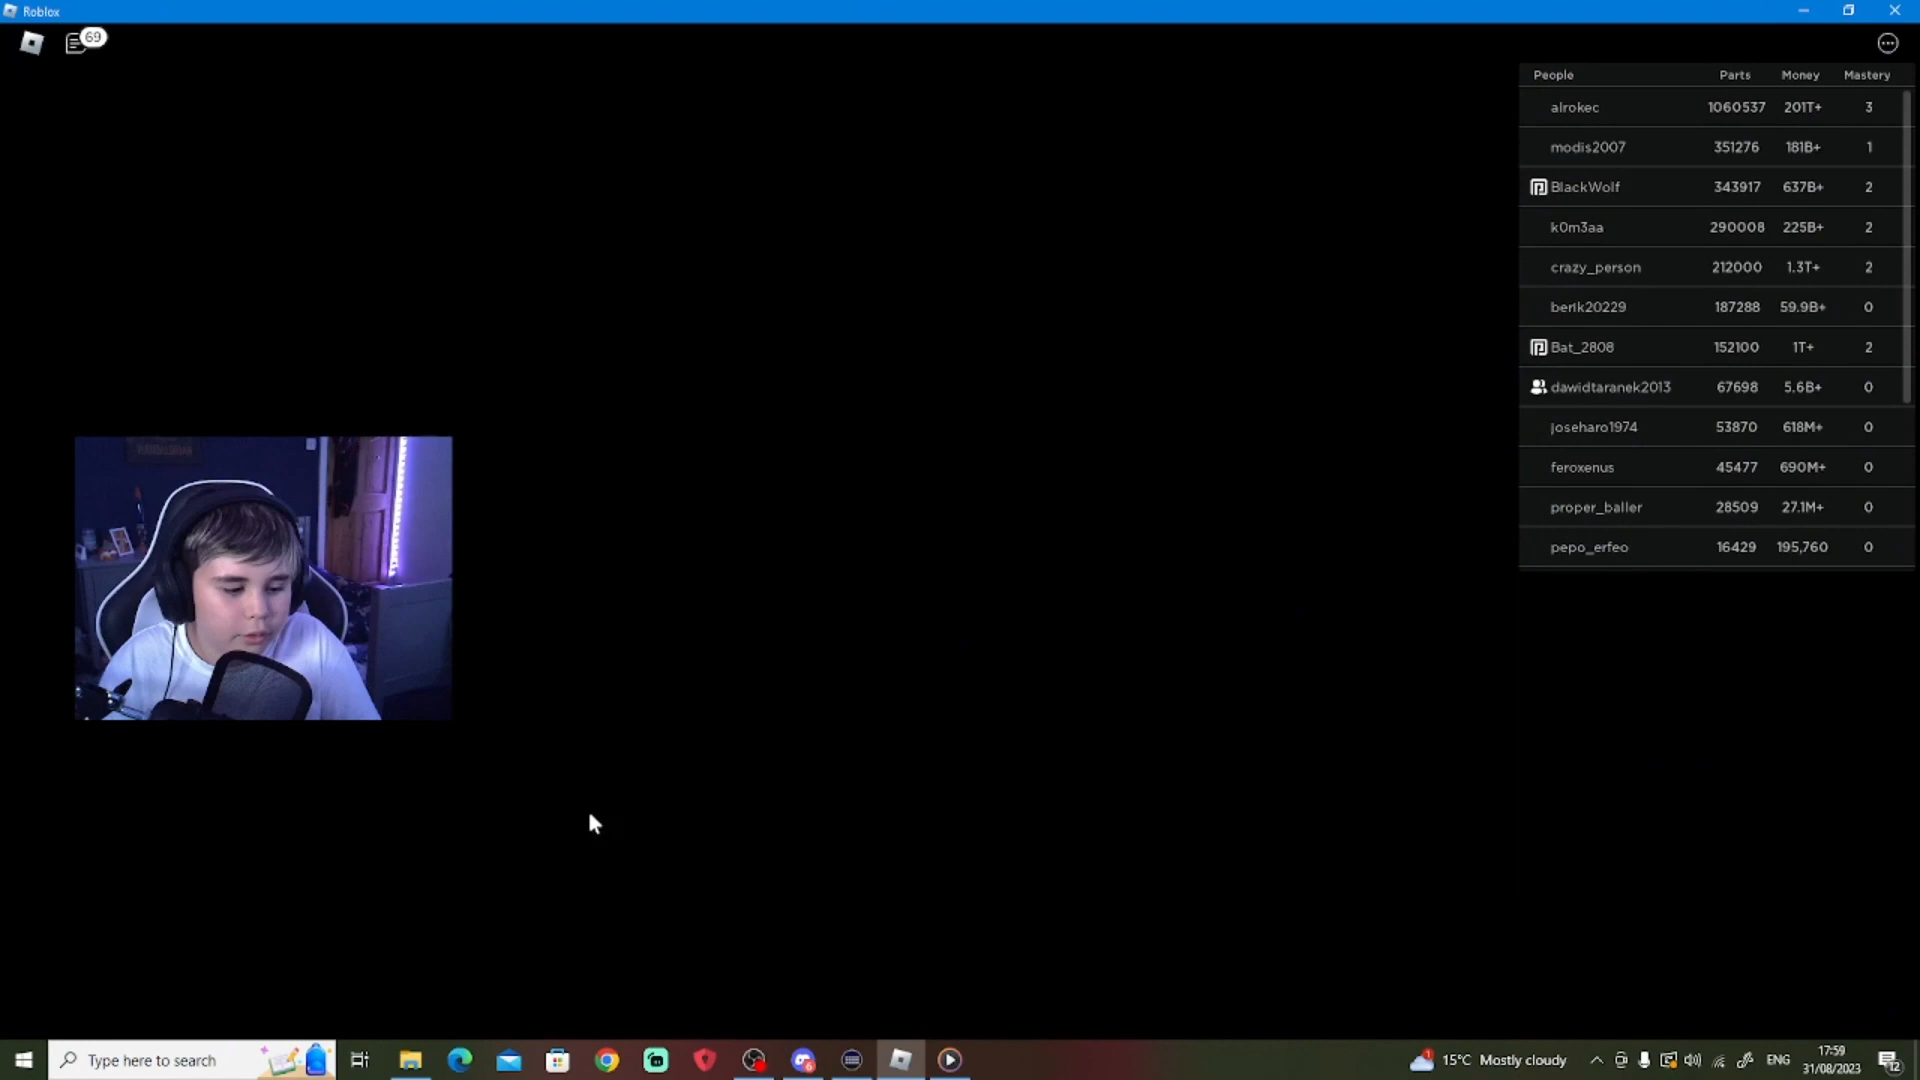 Roblox
69
People Parts Money Mastery
alrokec 1060537 201T+ 3
modis2007 351276 181B+ 1
BlackWolf 343917 637B+ 2
k0m3aa 290008 225B+ 2
crazy_person 212000 1.3T+ 2
berik20229 187288 59.9B+ 0
Bat_2808 152100 1T+ 2
dawidtaranek2013 67698 5.6B+ 0
joseharo1974 53870 618M+ 0
feroxenus 45477 690M+ 0
proper_baller 28509 27.1M+ 0
pepo_erfeo 16429 195,760 0
Type here to search
6
1
15°C Mostly cloudy
ENG
17:59
31/08/2023
12